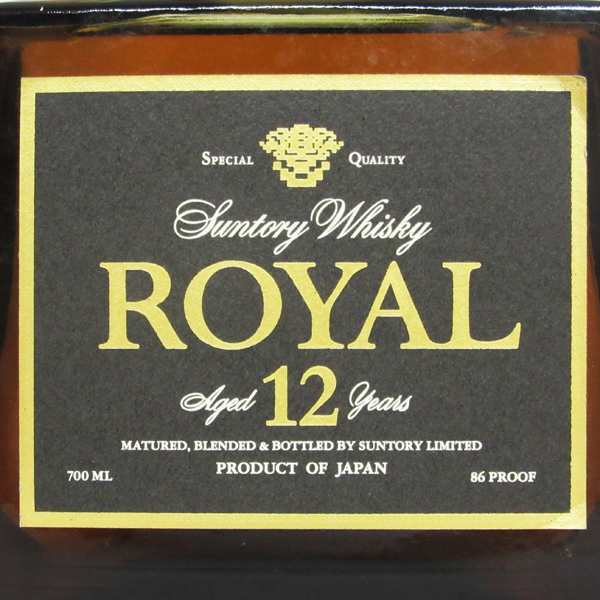 SPECIAL QUALITY
Suntory Whisky
ROYAL
Aged 12 Years
MATURED, BLENDED & BOTTLED BY SUNTORY LIMITED
PRODUCT OF JAPAN
700 ML
86 PROOF